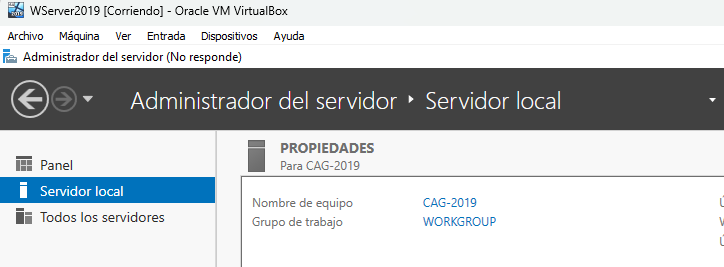 WServer2019 [Corriendo] - Oracle VM VirtualBox
Archivo Máquina Ver Entrada Dispositivos Ayuda
Administrador del servidor (No responde)
Administrador del servidor ‣ Servidor local
Panel
Servidor local
Todos los servidores
PROPIEDADES
Para CAG-2019
Nombre de equipo CAG-2019
Grupo de trabajo WORKGROUP